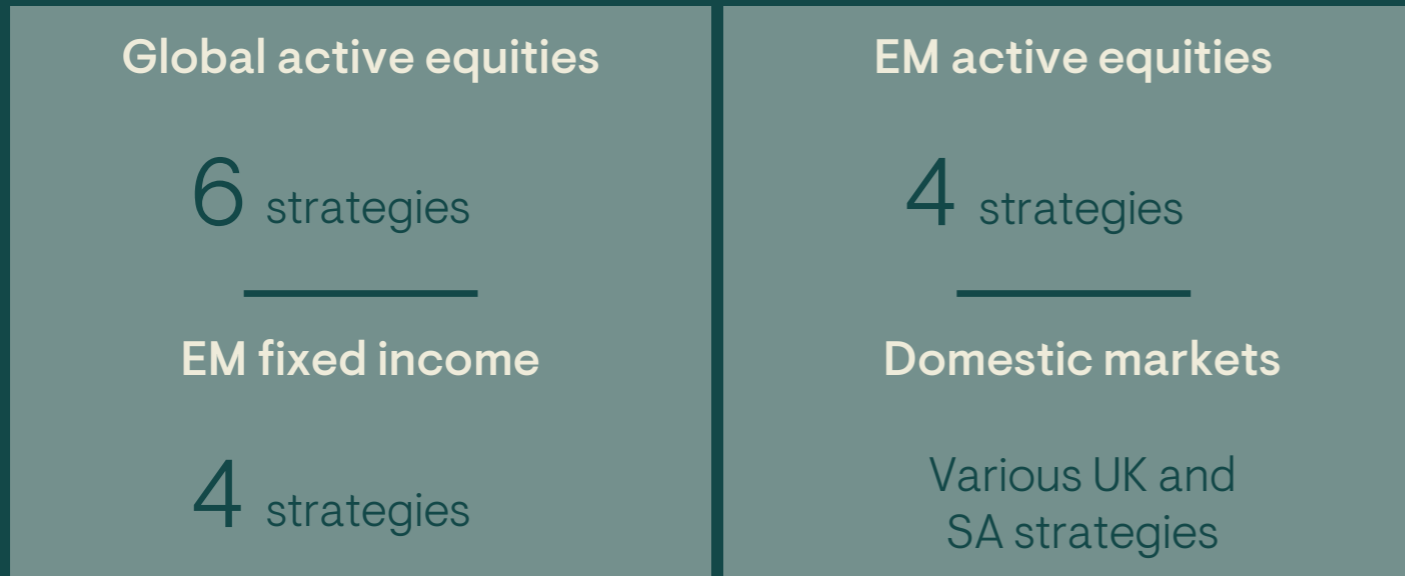 Global active equities
6 strategies
EM fixed income
4 strategies
EM active equities
4 strategies
Domestic markets
Various UK and
SA strategies